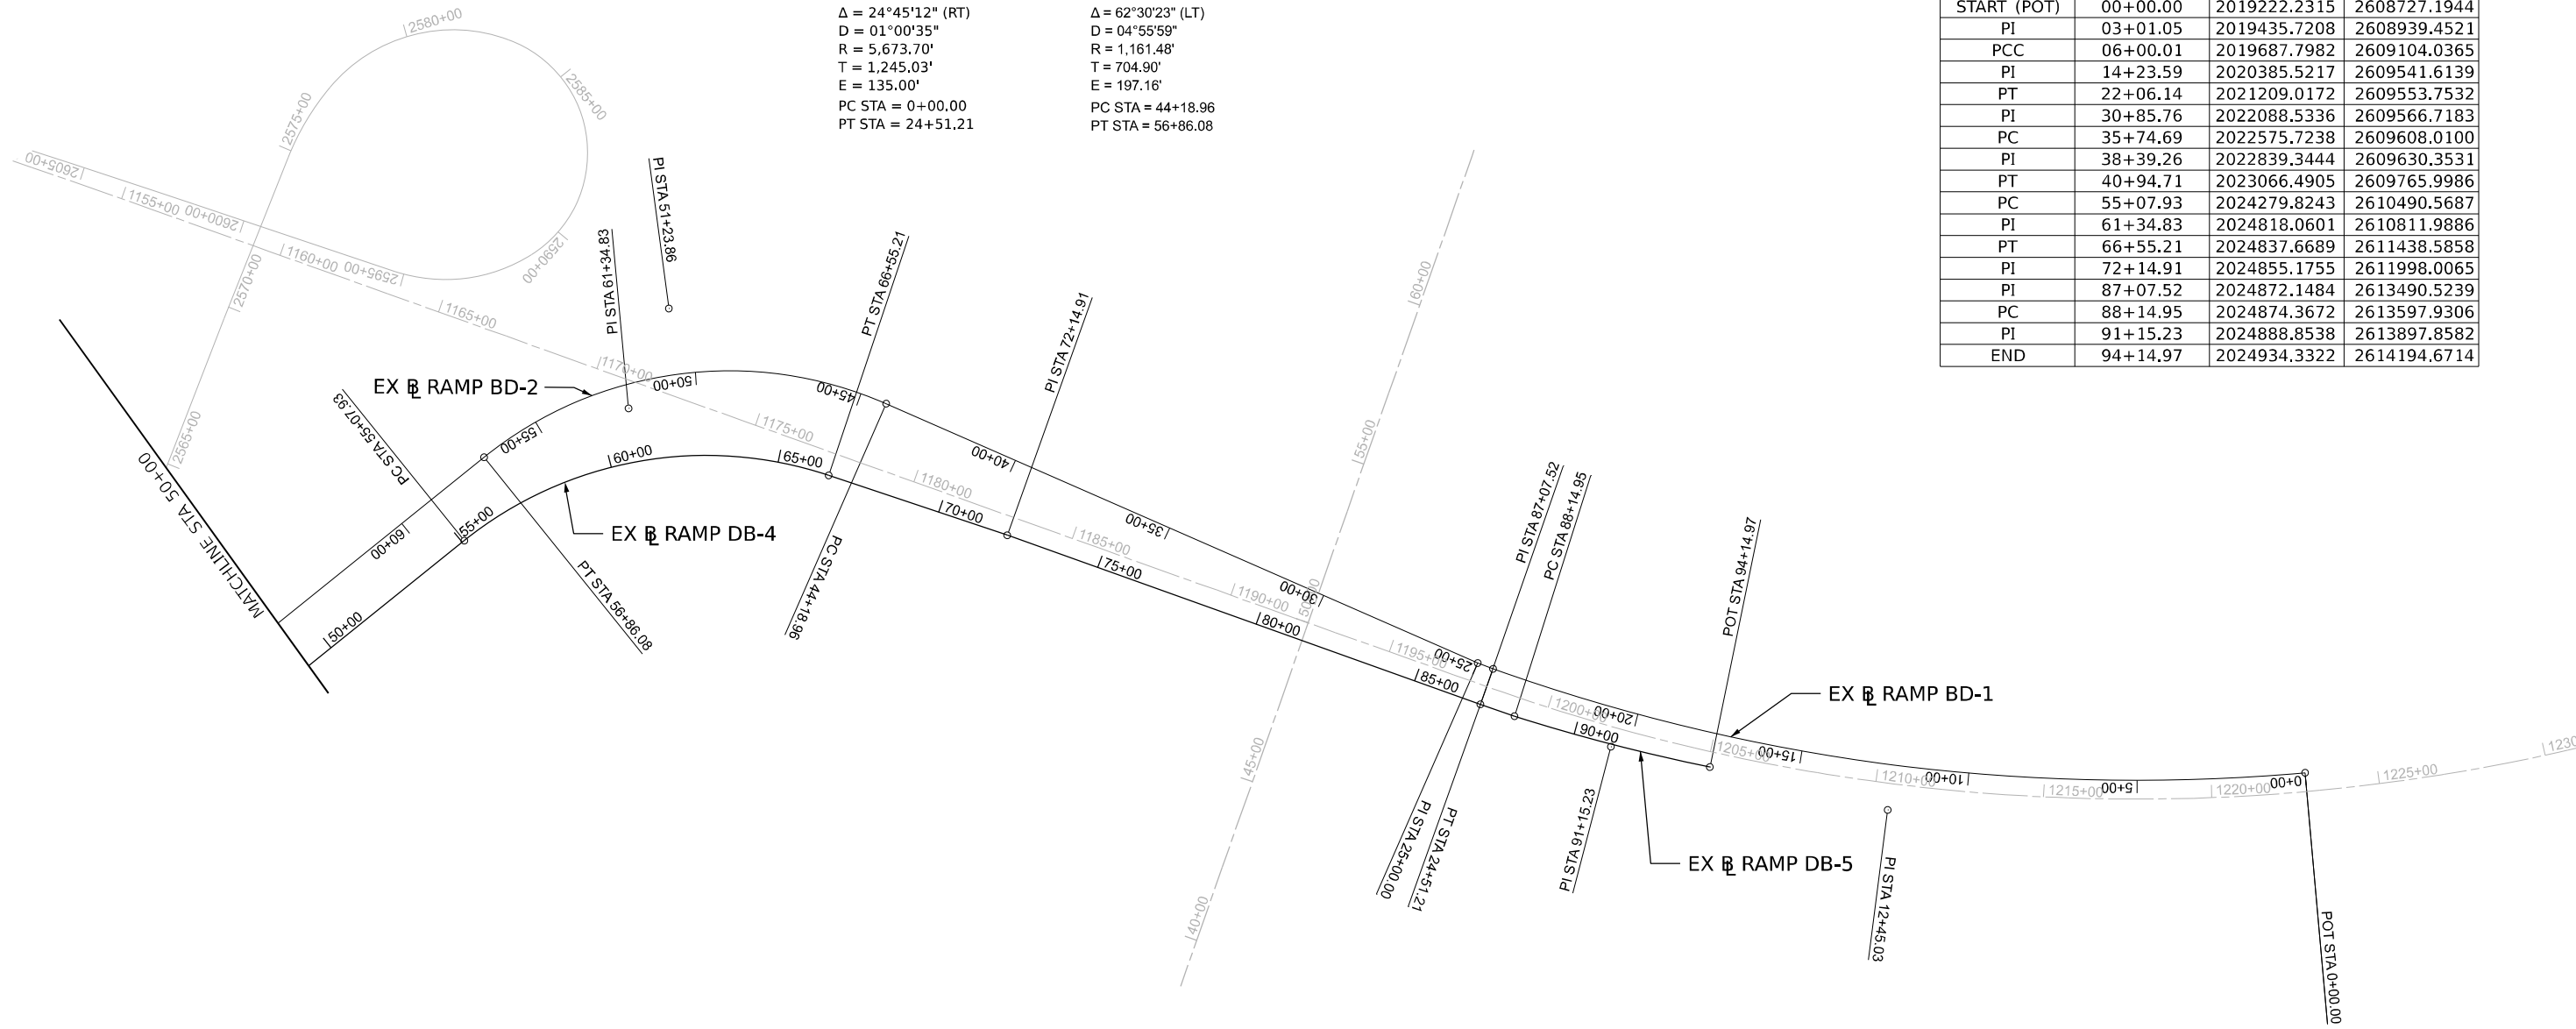 Δ = 24°45'12" (RT)
D = 01°00'35"
R = 5,673.70'
T = 1,245.03'
E = 135.00'
PC STA = 0+00.00
PT STA = 24+51.21
Δ = 62°30'23" (LT)
D = 04°55'59"
R = 1,161.48'
T = 704.90'
E = 197.16'
PC STA = 44+18.96
PT STA = 56+86.08
START (POT) 00+00.00 2019222.2315 2608727.1944
PI 03+01.05 2019435.7208 2608939.4521
PCC 06+00.01 2019687.7982 2609104.0365
PI 14+23.59 2020385.5217 2609541.6139
PT 22+06.14 2021209.0172 2609553.7532
PI 30+85.76 2022088.5336 2609566.7183
PC 35+74.69 2022575.7238 2609608.0100
PI 38+39.26 2022839.3444 2609630.3531
PT 40+94.71 2023066.4905 2609765.9986
PC 55+07.93 2024279.8243 2610490.5687
PI 61+34.83 2024818.0601 2610811.9886
PT 66+55.21 2024837.6689 2611438.5858
PI 72+14.91 2024855.1755 2611998.0065
PI 87+07.52 2024872.1484 2613490.5239
PC 88+14.95 2024874.3672 2613597.9306
PI 91+15.23 2024888.8538 2613897.8582
END 94+14.97 2024934.3322 2614194.6714
2605+00
2600+00
2595+00
2590+00
2585+00
2580+00
2575+00
2570+00
2565+00
1155+00
1160+00
1165+00
1170+00
1175+00
1180+00
1185+00
1190+00
1195+00
1200+00
1205+00
1210+00
1215+00
1220+00
1225+00
1230
60+00
55+00
50+00
45+00
40+00
MATCHLINE STA 50+00
EX BL RAMP BD-2
EX BL RAMP DB-4
EX BL RAMP BD-1
EX BL RAMP DB-5
PI STA 51+23.86
PI STA 61+34.83
PT STA 66+55.21
PI STA 72+14.91
PC STA 55+07.93
PT STA 56+86.08
PC STA 44+18.96
PI STA 87+07.52
PC STA 88+14.95
POT STA 94+14.97
PI STA 25+00.00
PT STA 24+51.21
PI STA 91+15.23
PI STA 12+45.03
POT STA 0+00.00
60+00
55+00
50+00
45+00
40+00
35+00
30+00
25+00
20+00
15+00
10+00
5+00
0+00
50+00
55+00
60+00
65+00
70+00
75+00
80+00
85+00
90+00